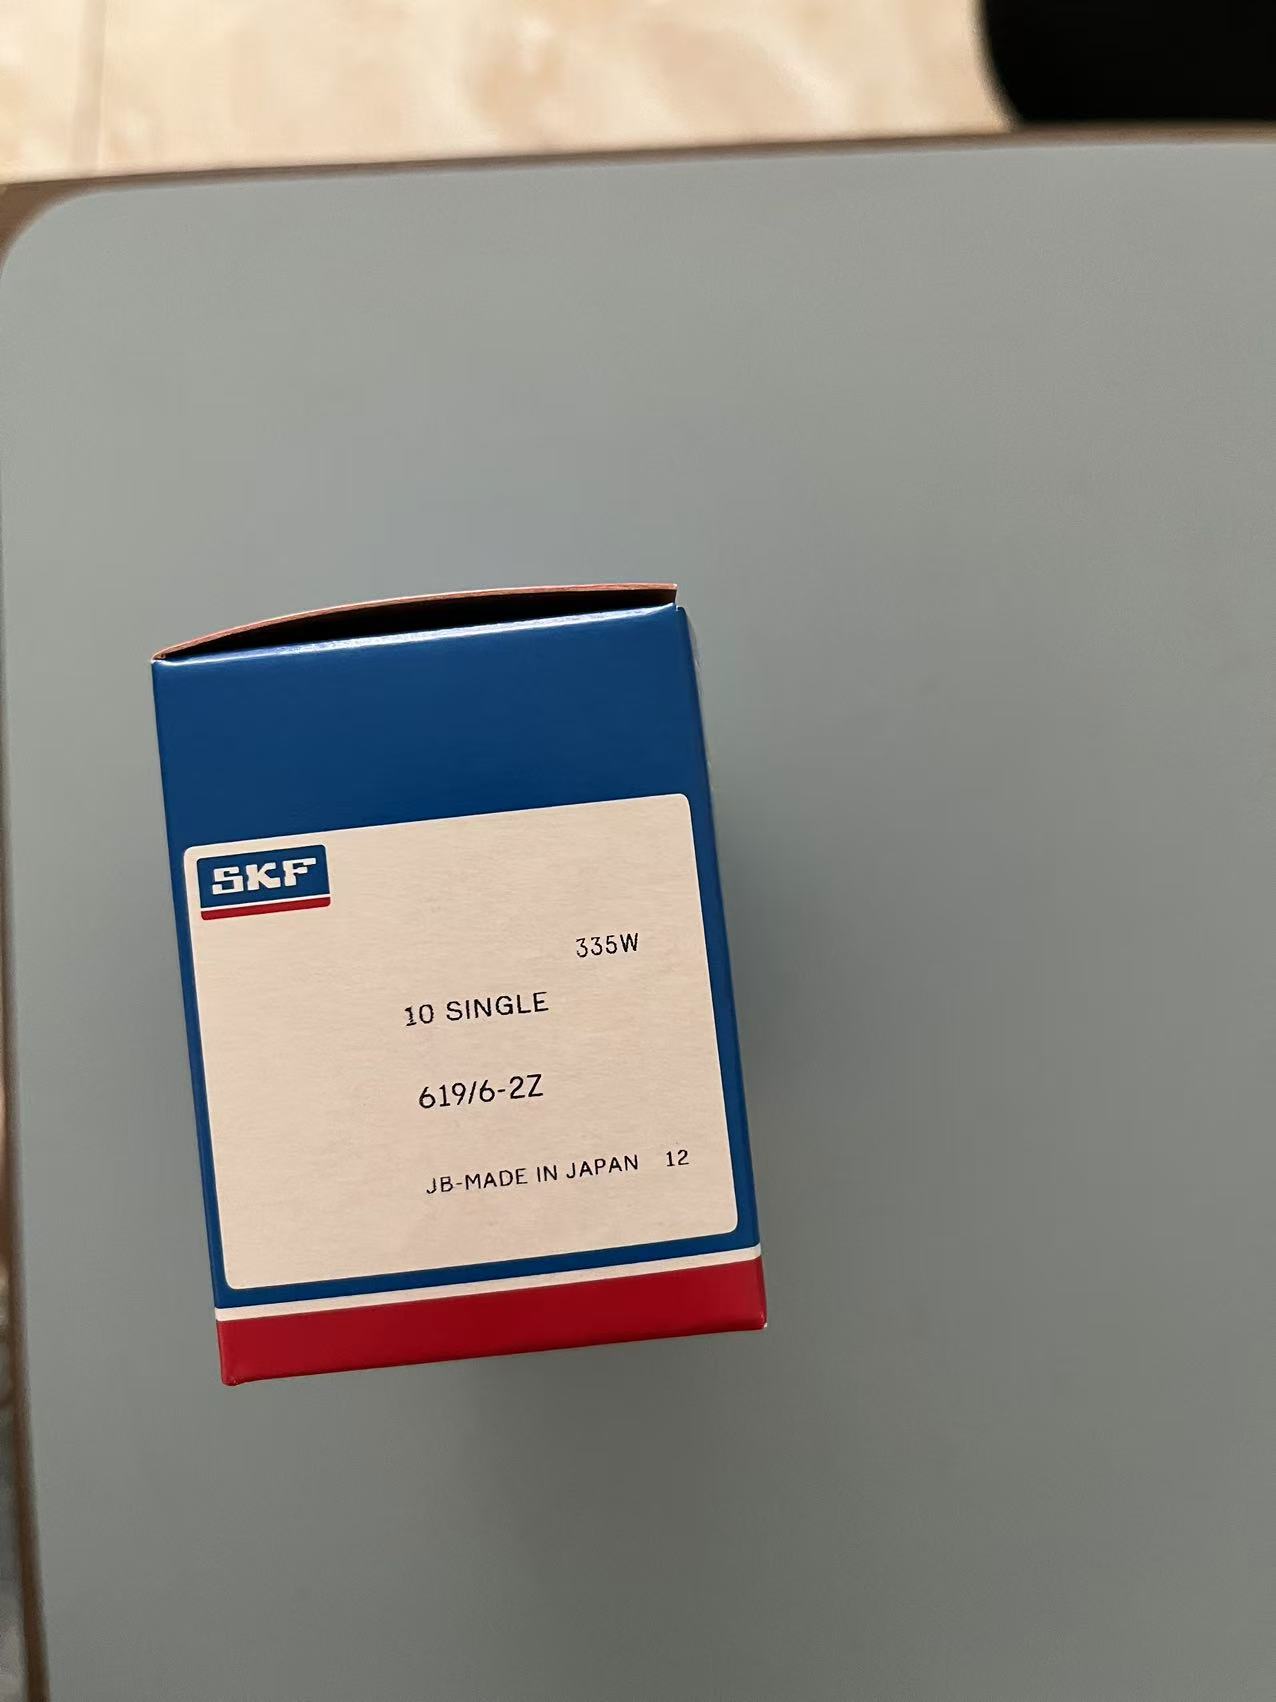 SKF
335W
10 SINGLE
619/6-2Z
JB-MADE IN JAPAN 12